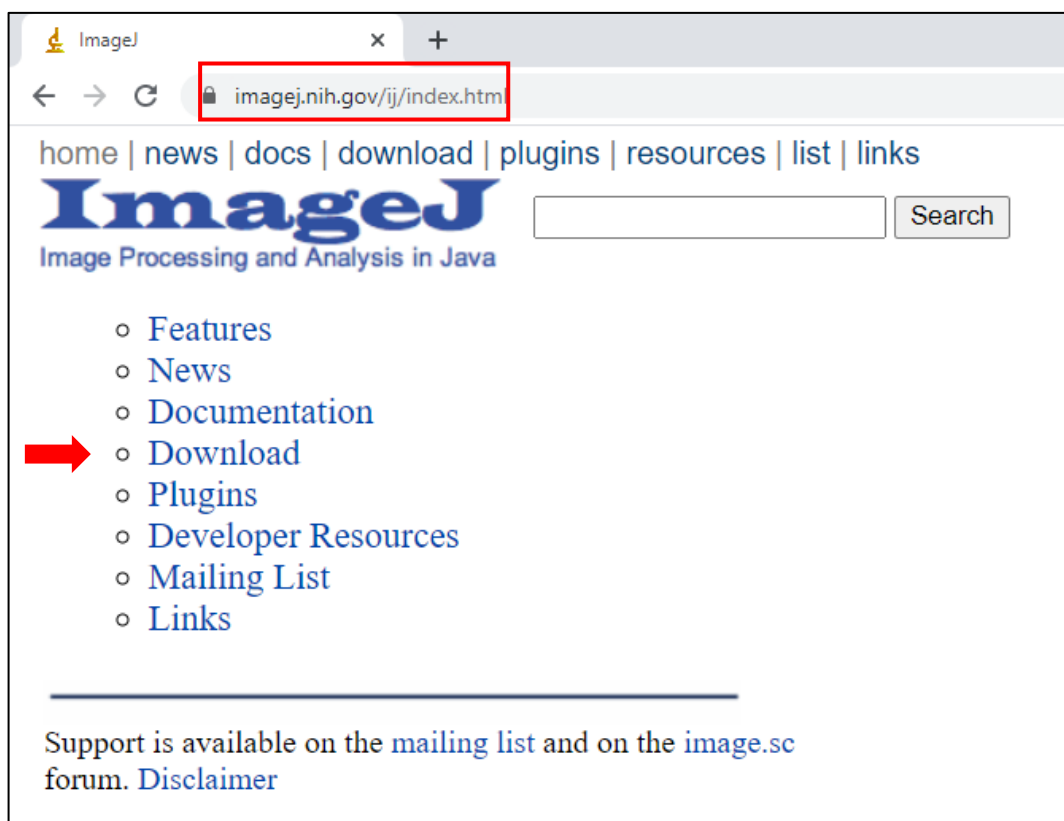 ImageJ
imagej.nih.gov/ij/index.html
home | news | docs | download | plugins | resources | list | links
ImageJ
Search
Image Processing and Analysis in Java
Features
News
Documentation
Download
Plugins
Developer Resources
Mailing List
Links
Support is available on the mailing list and on the image.sc
forum. Disclaimer